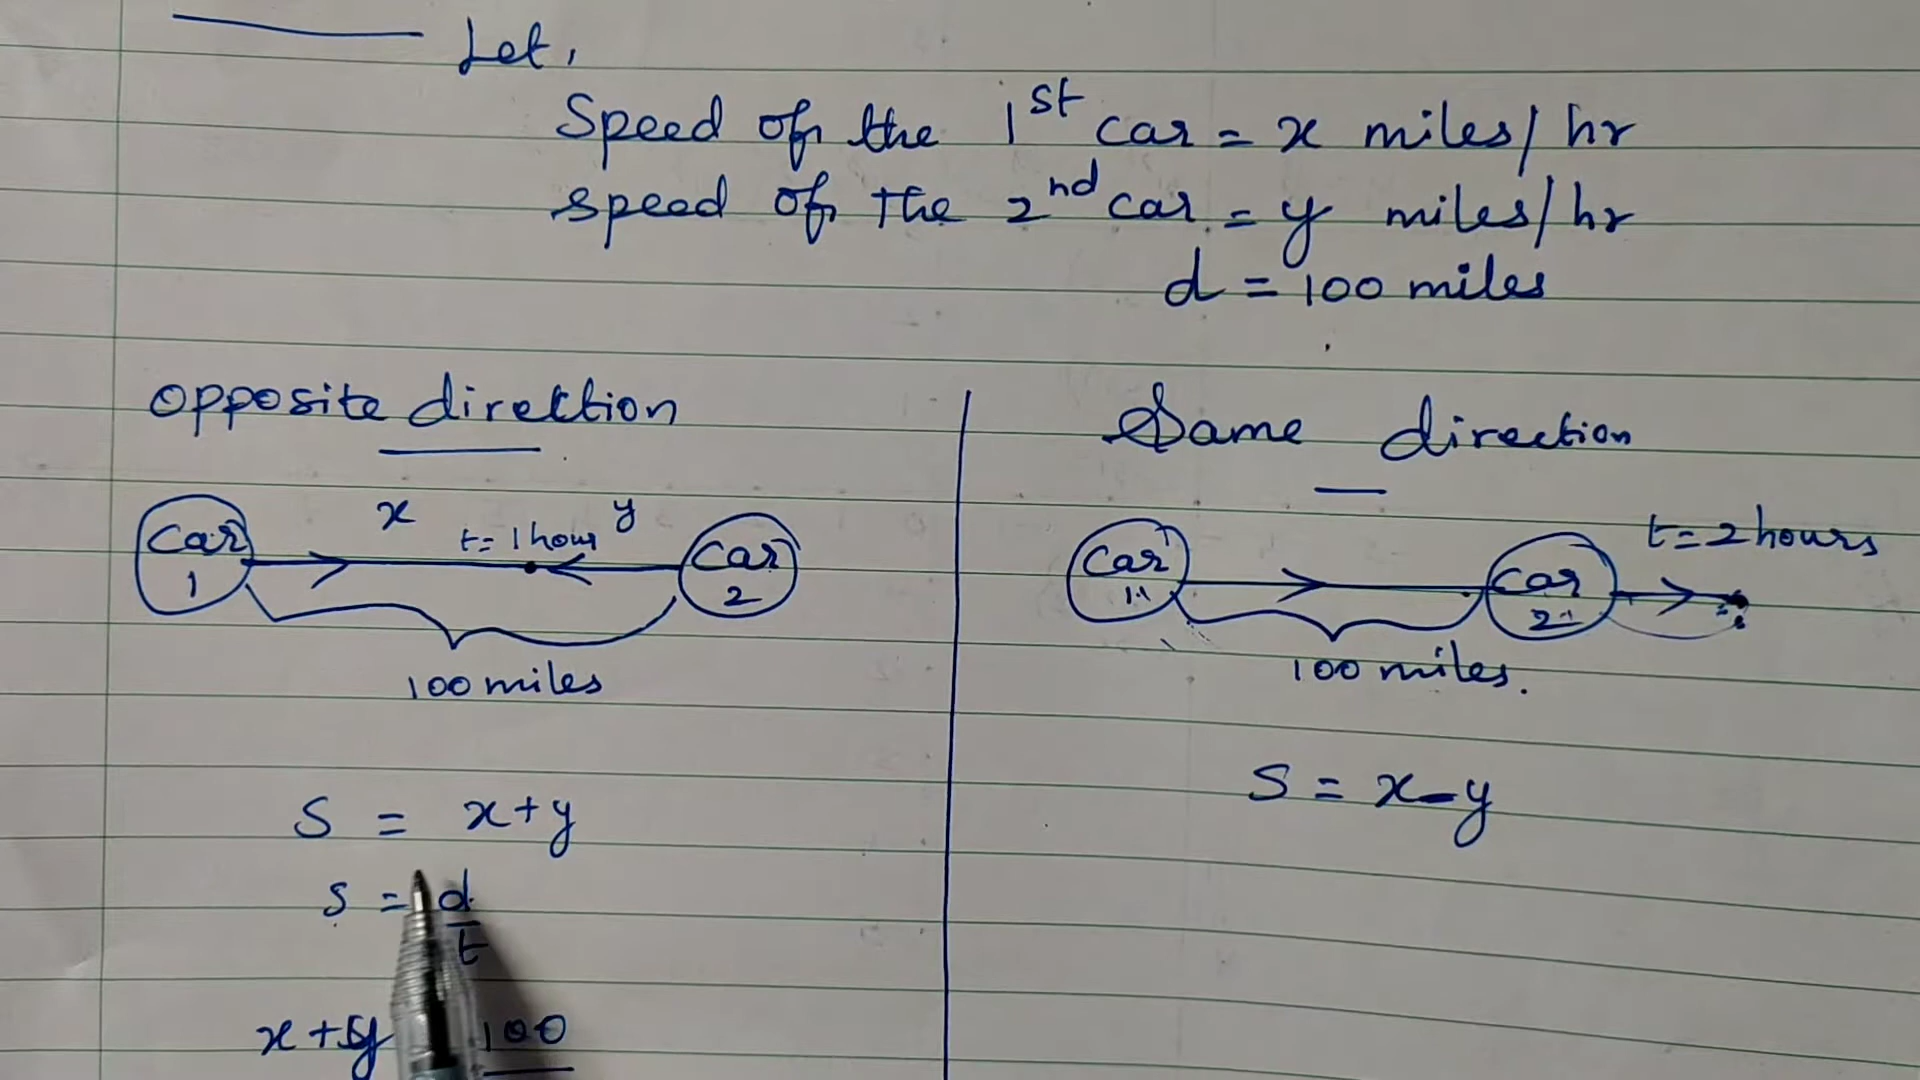 Let,
Speed of the 1st car = x miles/hr
speed of the 2nd car = y miles/hr
d = 100 miles
opposite direction
Car 1
x
t = 1 hour
y
Car 2
100 miles
S = x+y
S = d/t
x + y
100
Same direction
Car 1
Car 2
t = 2 hours
100 miles.
S = x-y